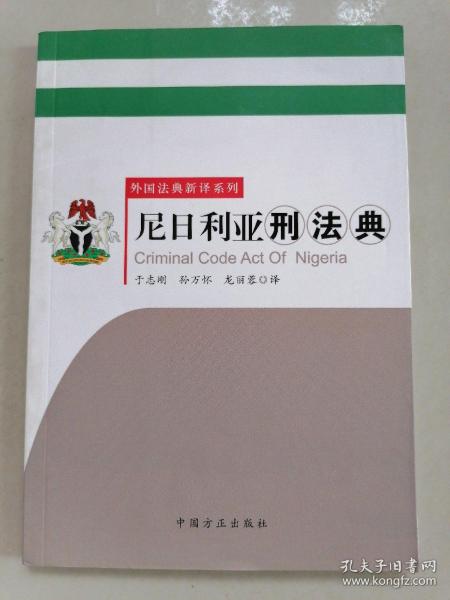 外国法典新译系列
尼日利亚刑法典
Criminal Code Act Of Nigeria
于志刚 孙万怀 龙丽蓉 译
中国方正出版社
孔夫子旧书网
www.kongfz.com